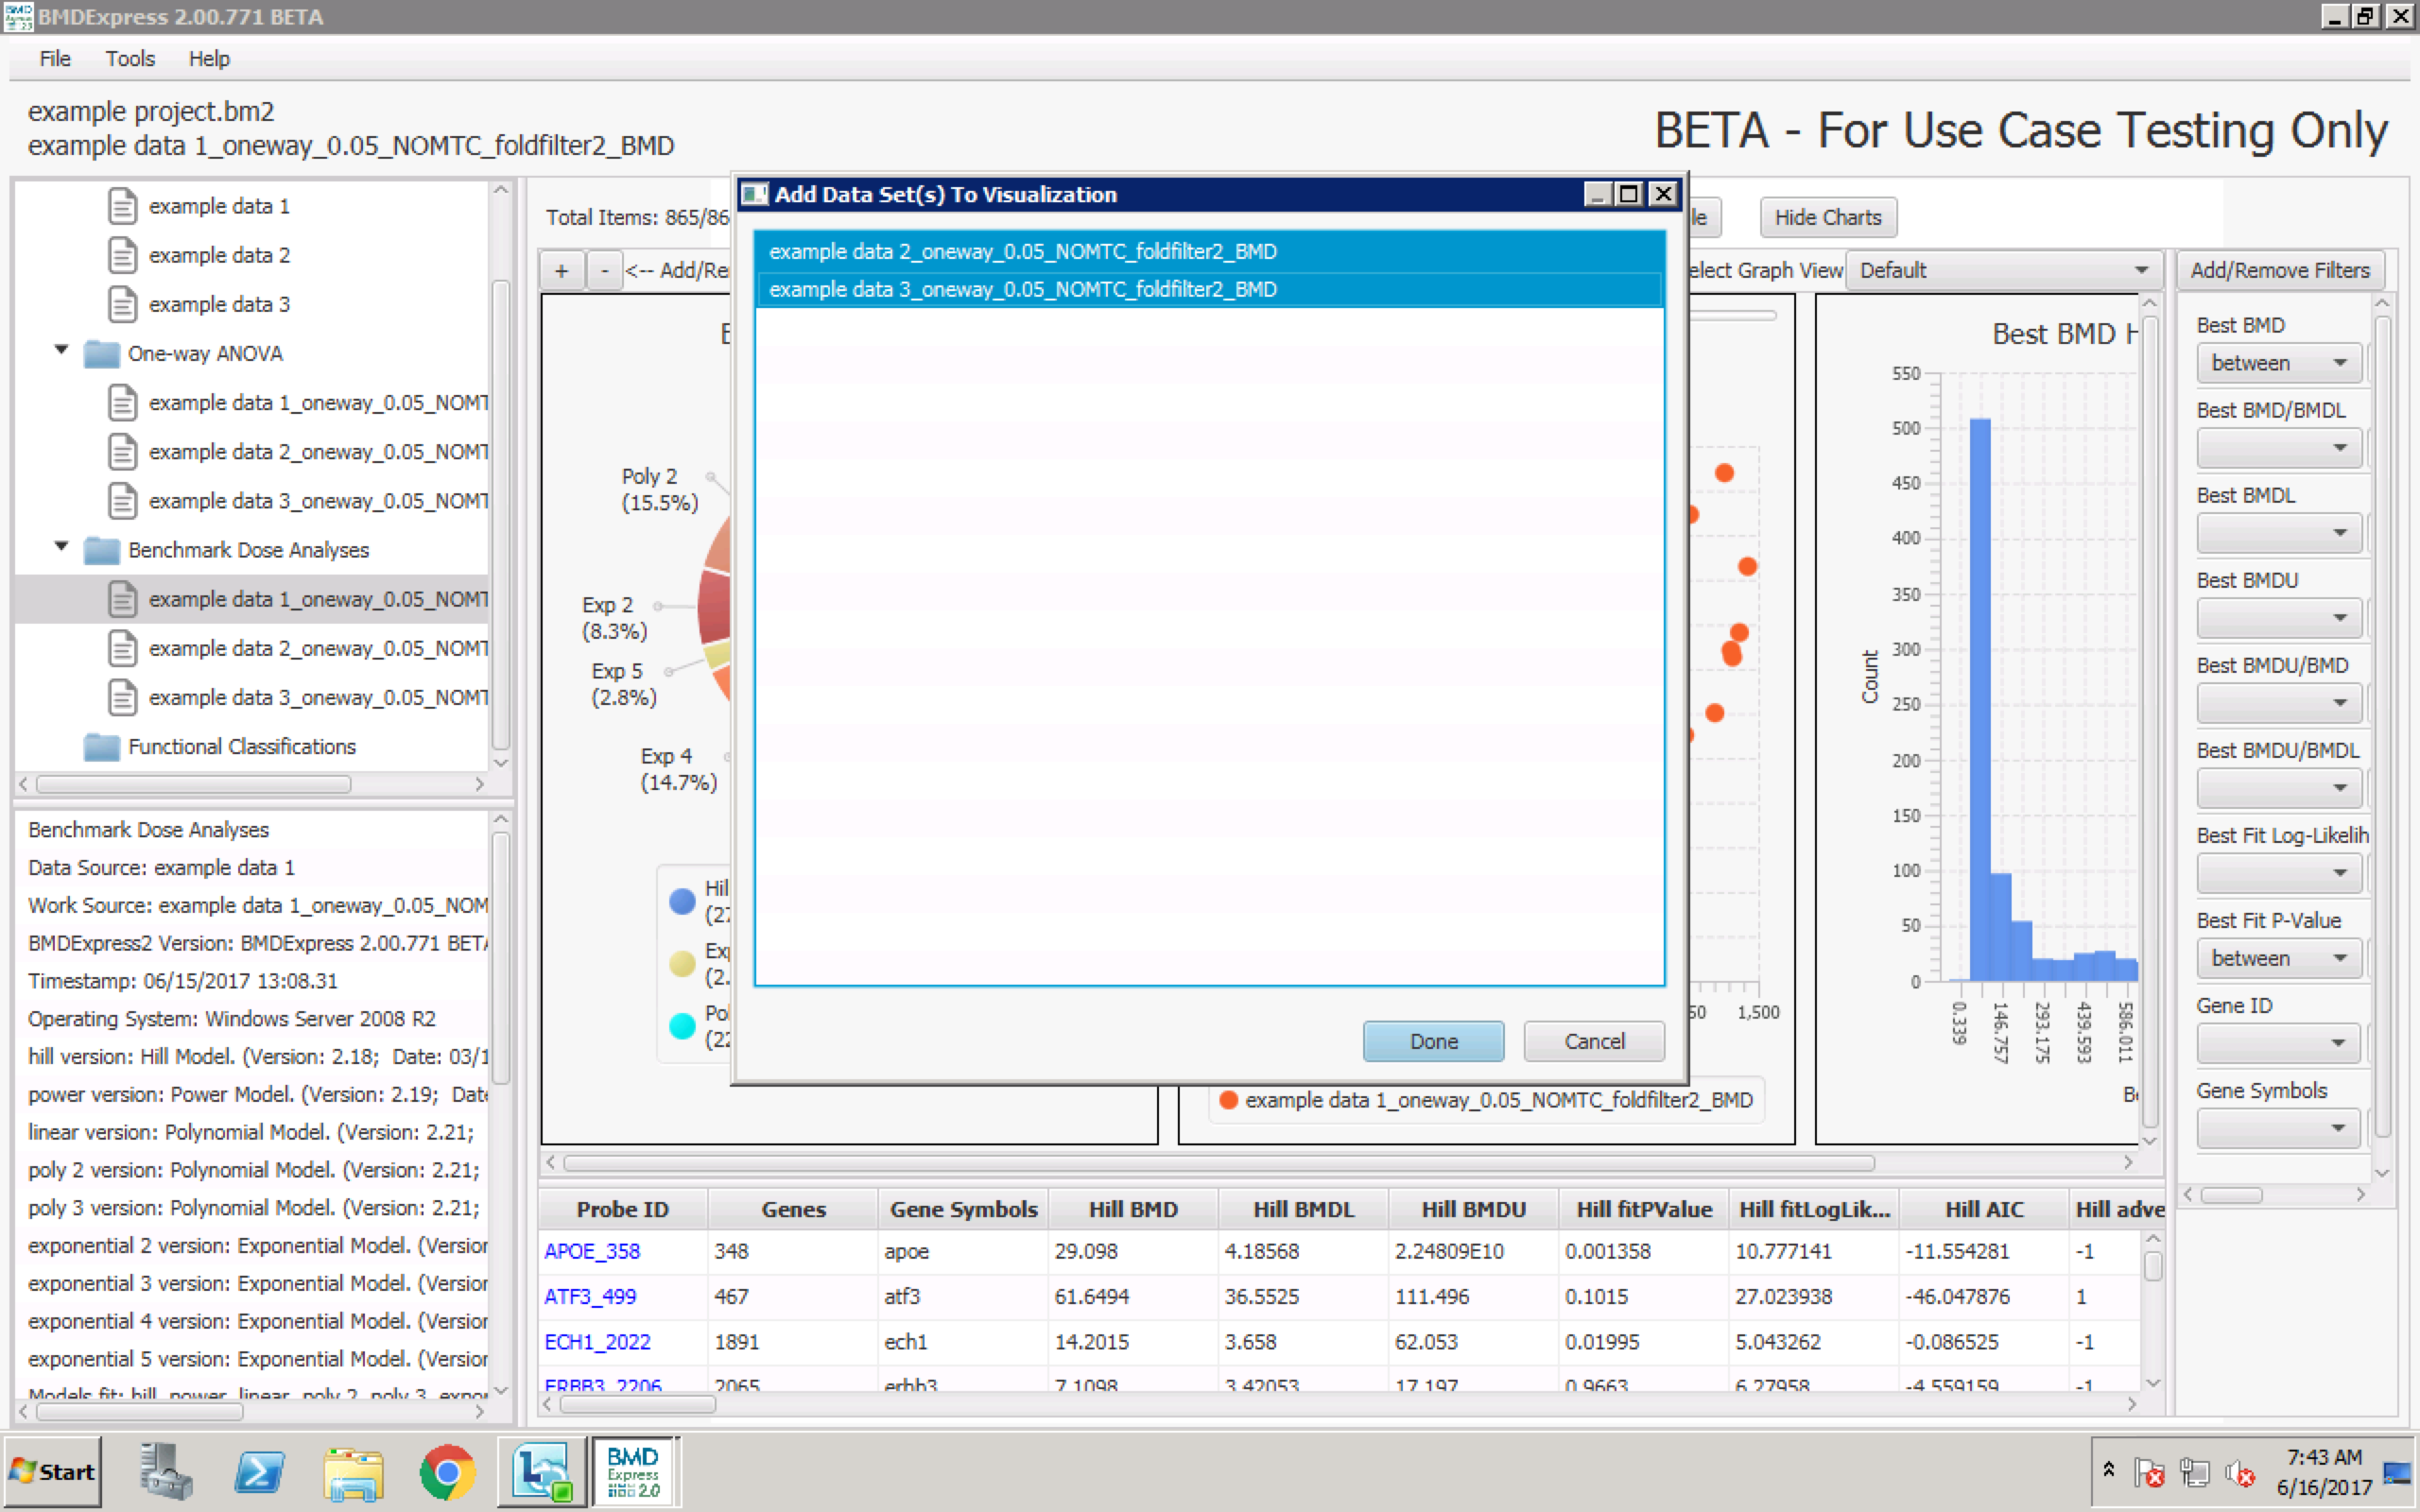 BMDExpress 2.00.771 BETA
File Tools Help
example project.bm2
example data 1_oneway_0.05_NOMTC_foldfilter2_BMD
BETA - For Use Case Testing Only
example data 1
example data 2
example data 3
One-way ANOVA
example data 1_oneway_0.05_NOMT
example data 2_oneway_0.05_NOMT
example data 3_oneway_0.05_NOMT
Benchmark Dose Analyses
example data 1_oneway_0.05_NOMT
example data 2_oneway_0.05_NOMT
example data 3_oneway_0.05_NOMT
Functional Classifications
Benchmark Dose Analyses
Data Source: example data 1
Work Source: example data 1_oneway_0.05_NOM
BMDExpress2 Version: BMDExpress 2.00.771 BETA
Timestamp: 06/15/2017 13:08.31
Operating System: Windows Server 2008 R2
hill version: Hill Model. (Version: 2.18; Date: 03/1
power version: Power Model. (Version: 2.19; Date
linear version: Polynomial Model. (Version: 2.21;
poly 2 version: Polynomial Model. (Version: 2.21;
poly 3 version: Polynomial Model. (Version: 2.21;
exponential 2 version: Exponential Model. (Version
exponential 3 version: Exponential Model. (Version
exponential 4 version: Exponential Model. (Version
exponential 5 version: Exponential Model. (Version
Models fit: hill, power, linear, poly 2, poly 3, expon
Total Items: 865/86
le
Hide Charts
+ - <-- Add/Re
elect Graph View Default
Add/Remove Filters
Add Data Set(s) To Visualization
example data 2_oneway_0.05_NOMTC_foldfilter2_BMD
example data 3_oneway_0.05_NOMTC_foldfilter2_BMD
Done Cancel
Poly 2
(15.5%)
Exp 2
(8.3%)
Exp 5
(2.8%)
Exp 4
(14.7%)
Hil
(27
Exp
(2.
Pol
(22
50 1,500
example data 1_oneway_0.05_NOMTC_foldfilter2_BMD
Best BMD H
550
500
450
400
350
300
250
200
150
100
50
0
Count
0.339 146.757 293.175 439.593 586.011
Be
Best BMD
between
Best BMD/BMDL
Best BMDL
Best BMDU
Best BMDU/BMD
Best BMDU/BMDL
Best Fit Log-Likelih
Best Fit P-Value
between
Gene ID
Gene Symbols
Probe ID Genes Gene Symbols Hill BMD Hill BMDL Hill BMDU Hill fitPValue Hill fitLogLik... Hill AIC Hill adve
APOE_358 348 apoe 29.098 4.18568 2.24809E10 0.001358 10.777141 -11.554281 -1
ATF3_499 467 atf3 61.6494 36.5525 111.496 0.1015 27.023938 -46.047876 1
ECH1_2022 1891 ech1 14.2015 3.658 62.053 0.01995 5.043262 -0.086525 -1
ERBB3_2206 2065 erbb3 7.1098 3.42053 17.197 0.9663 6.27958 -4.559159 -1
Start
BMD
Express
2.0
7:43 AM
6/16/2017